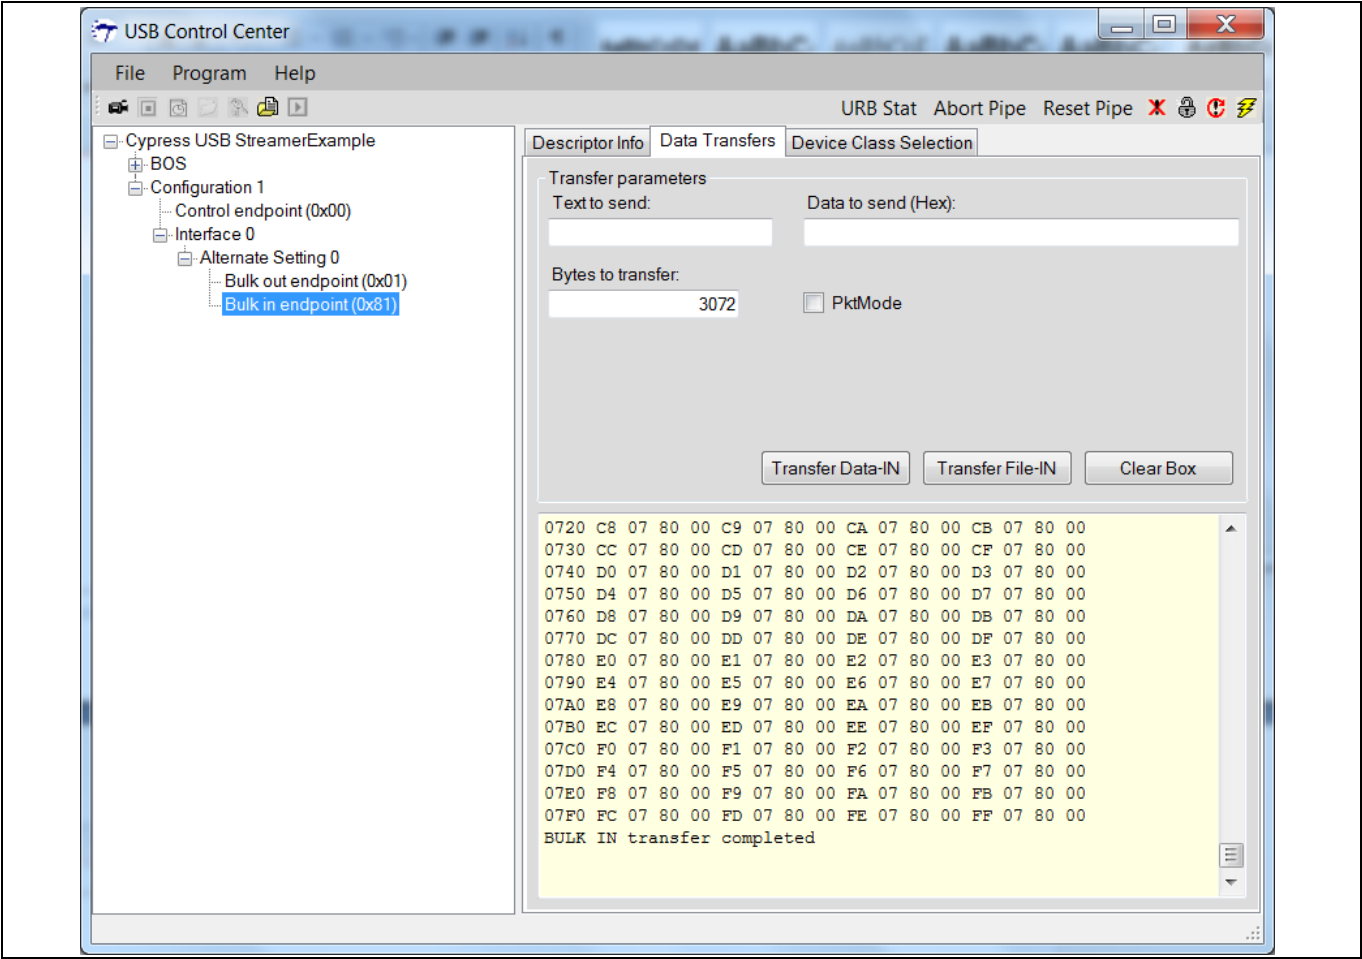 USB Control Center
File Program Help
URB Stat Abort Pipe Reset Pipe
Cypress USB StreamerExample
BOS
Configuration 1
Control endpoint (0x00)
Interface 0
Alternate Setting 0
Bulk out endpoint (0x01)
Bulk in endpoint (0x81)
Descriptor Info Data Transfers Device Class Selection
Transfer parameters
Text to send: Data to send (Hex):
Bytes to transfer:
3072 PktMode
Transfer Data-IN Transfer File-IN Clear Box
0720 C8 07 80 00 C9 07 80 00 CA 07 80 00 CB 07 80 00
0730 CC 07 80 00 CD 07 80 00 CE 07 80 00 CF 07 80 00
0740 D0 07 80 00 D1 07 80 00 D2 07 80 00 D3 07 80 00
0750 D4 07 80 00 D5 07 80 00 D6 07 80 00 D7 07 80 00
0760 D8 07 80 00 D9 07 80 00 DA 07 80 00 DB 07 80 00
0770 DC 07 80 00 DD 07 80 00 DE 07 80 00 DF 07 80 00
0780 E0 07 80 00 E1 07 80 00 E2 07 80 00 E3 07 80 00
0790 E4 07 80 00 E5 07 80 00 E6 07 80 00 E7 07 80 00
07A0 E8 07 80 00 E9 07 80 00 EA 07 80 00 EB 07 80 00
07B0 EC 07 80 00 ED 07 80 00 EE 07 80 00 EF 07 80 00
07C0 F0 07 80 00 F1 07 80 00 F2 07 80 00 F3 07 80 00
07D0 F4 07 80 00 F5 07 80 00 F6 07 80 00 F7 07 80 00
07E0 F8 07 80 00 F9 07 80 00 FA 07 80 00 FB 07 80 00
07F0 FC 07 80 00 FD 07 80 00 FE 07 80 00 FF 07 80 00
BULK IN transfer completed